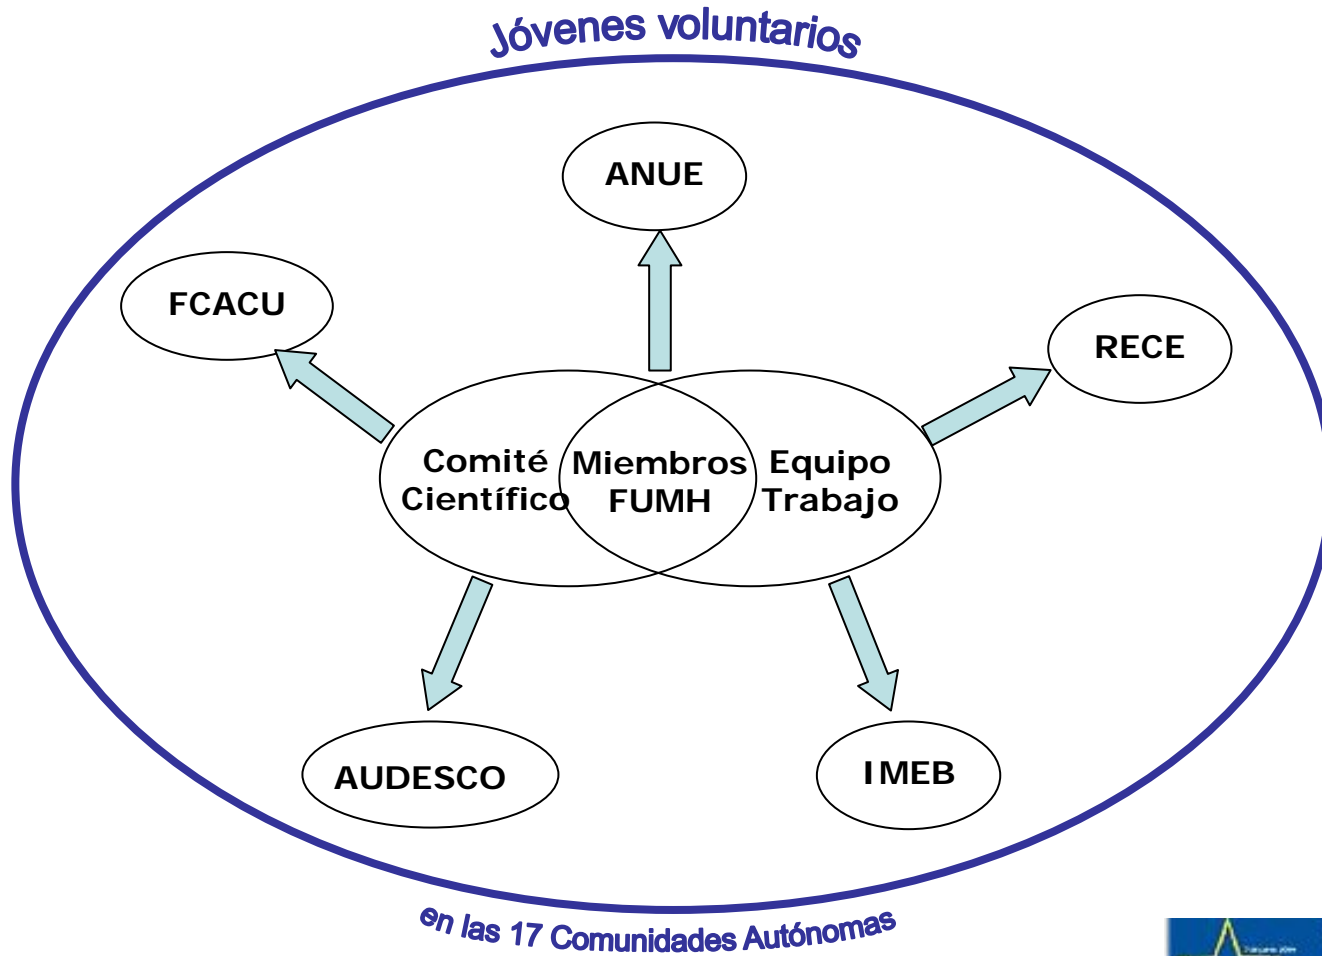 Jóvenes voluntarios
ANUE
FCACU
RECE
Comité
Científico
Miembros
FUMH
Equipo
Trabajo
AUDESCO
IMEB
en las 17 Comunidades Autónomas